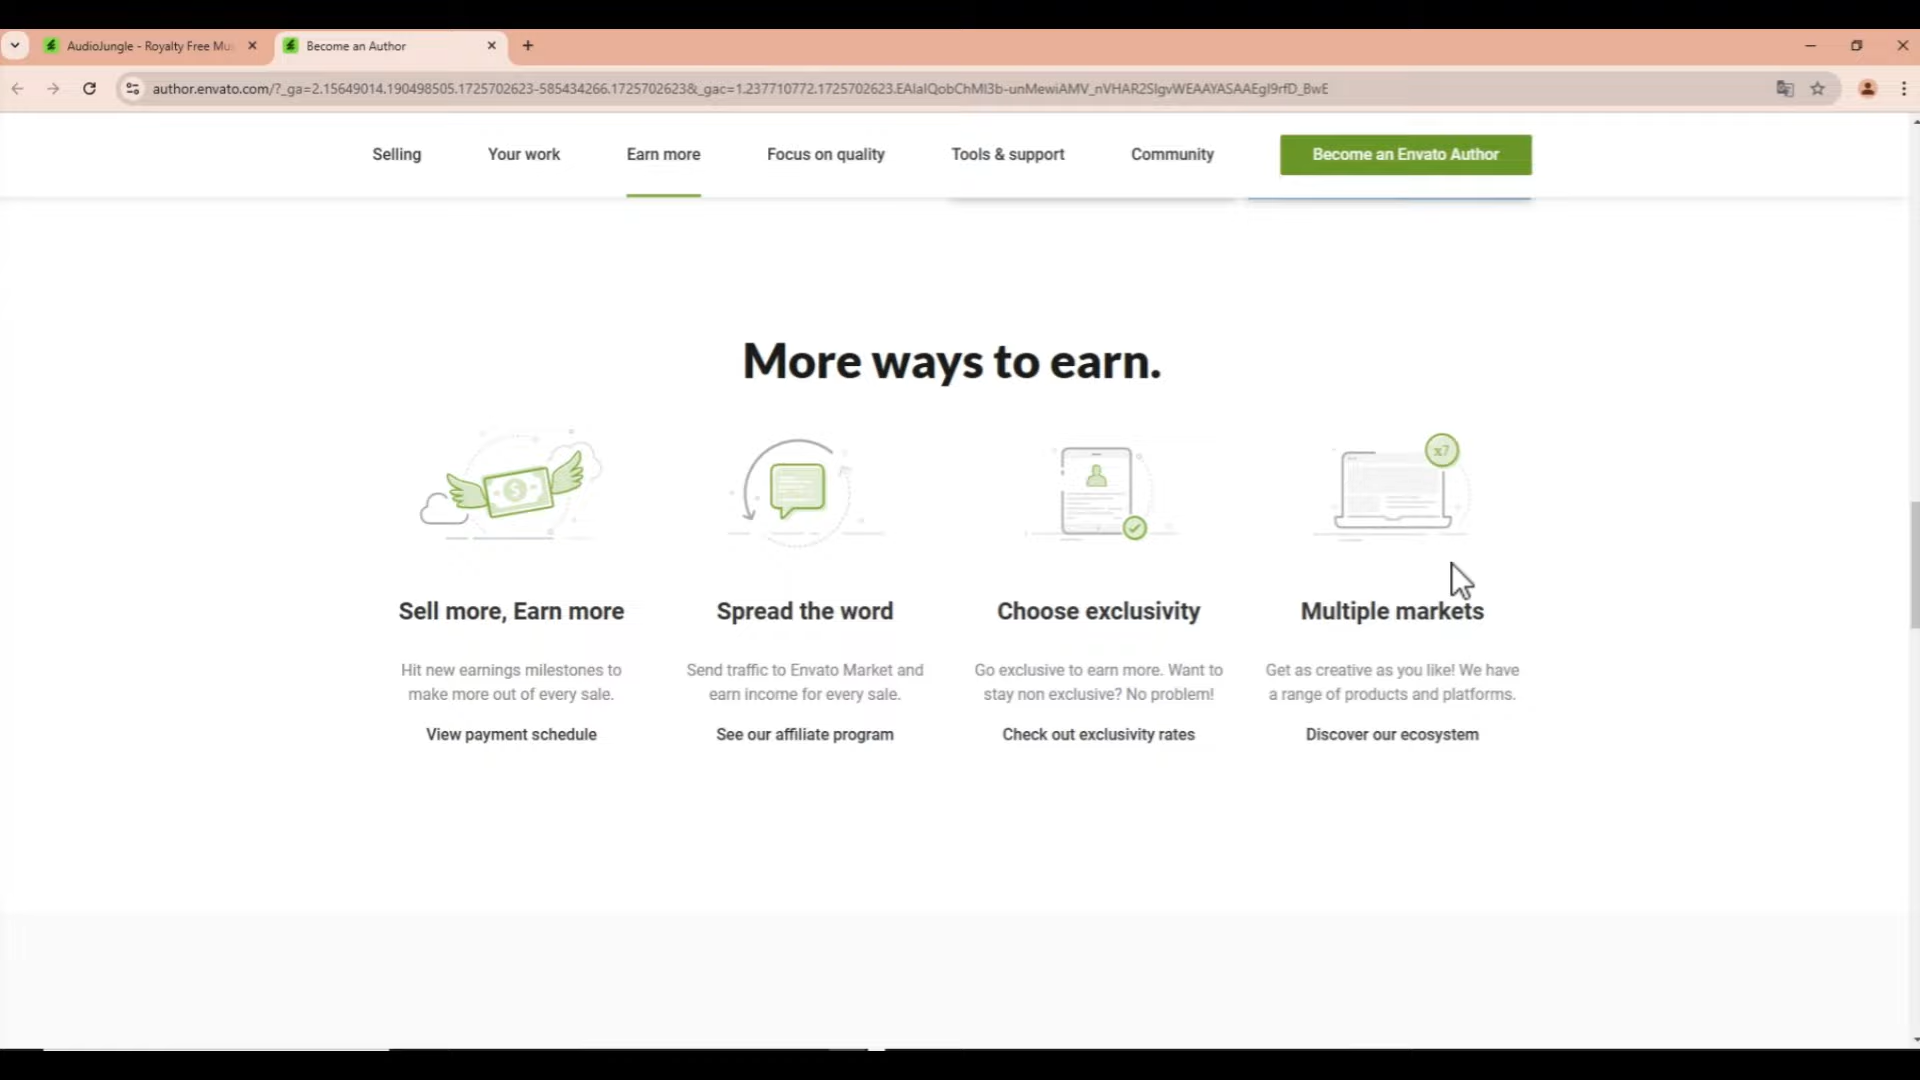 AudioJungle - Royalty Free Mu
Become an Author
author.envato.com/?_ga=2.15649014.190498505.1725702623-585434266.1725702623&_gac=1.237710772.1725702623.EAIaIQobChMI3b-unMewiAMV_nVHAR2SIgvWEAAYASAAEgI9rfD_BwE
Selling
Your work
Earn more
Focus on quality
Tools & support
Community
Become an Envato Author
More ways to earn.
x7
Sell more, Earn more
Hit new earnings milestones to
make more out of every sale.
View payment schedule
Spread the word
Send traffic to Envato Market and
earn income for every sale.
See our affiliate program
Choose exclusivity
Go exclusive to earn more. Want to
stay non exclusive? No problem!
Check out exclusivity rates
Multiple markets
Get as creative as you like! We have
a range of products and platforms.
Discover our ecosystem